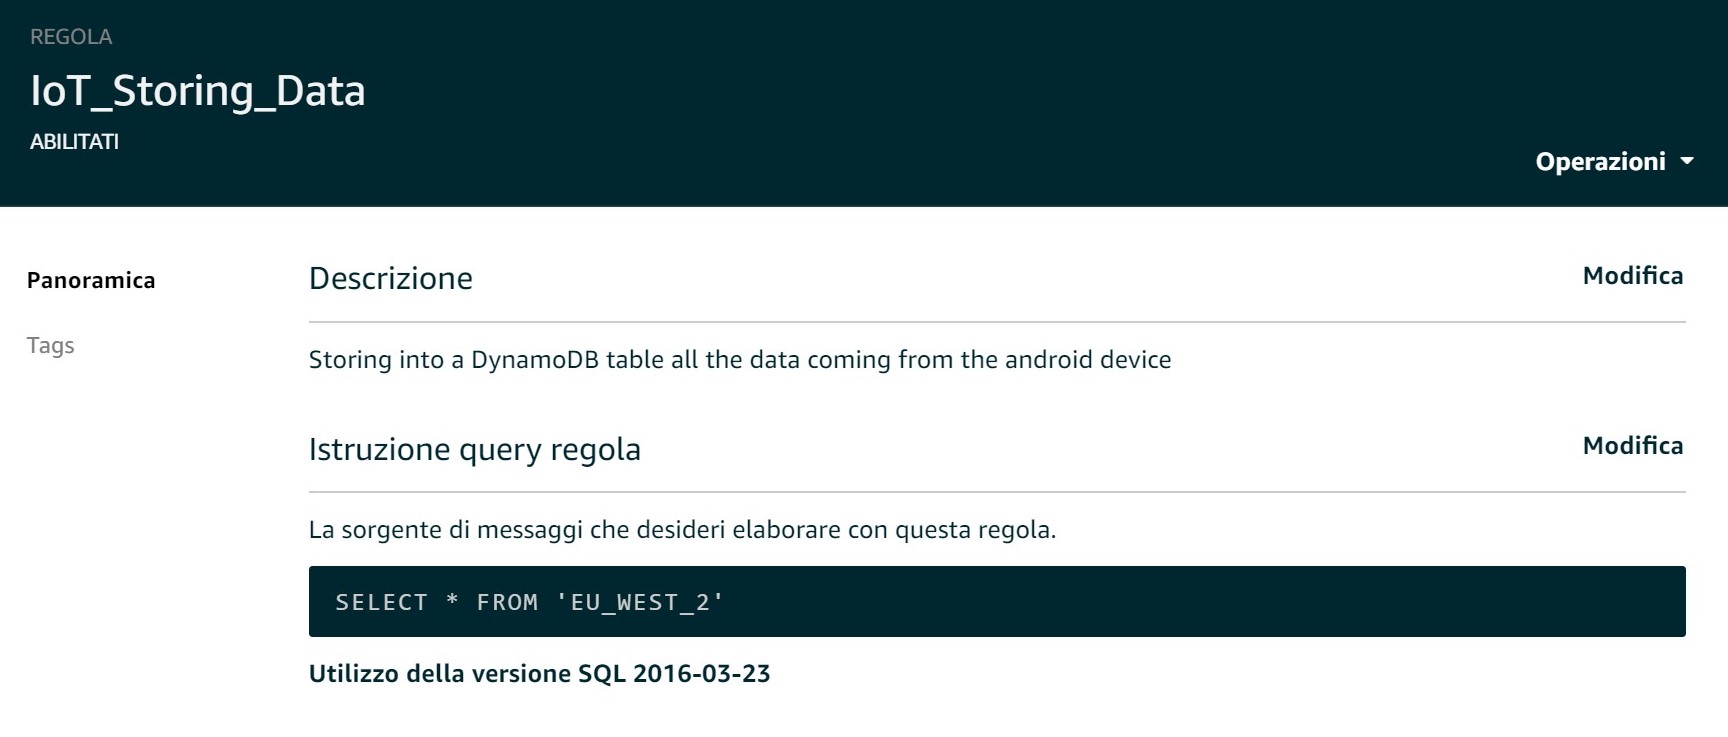 REGOLA
IoT_Storing_Data
ABILITATI
Operazioni
Panoramica
Tags
Descrizione
Modifica
Storing into a DynamoDB table all the data coming from the android device
Istruzione query regola
Modifica
La sorgente di messaggi che desideri elaborare con questa regola.
SELECT * FROM 'EU_WEST_2'
Utilizzo della versione SQL 2016-03-23